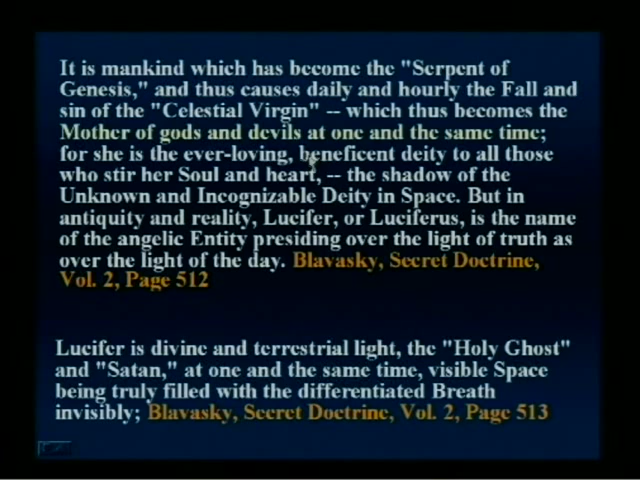 It is mankind which has become the "Serpent of
Genesis," and thus causes daily and hourly the Fall and
sin of the "Celestial Virgin" -- which thus becomes the
Mother of gods and devils at one and the same time;
for she is the ever-loving, beneficent deity to all those
who stir her Soul and heart, -- the shadow of the
Unknown and Incognizable Deity in Space. But in
antiquity and reality, Lucifer, or Luciferus, is the name
of the angelic Entity presiding over the light of truth as
over the light of the day. Blavasky, Secret Doctrine,
Vol. 2, Page 512
Lucifer is divine and terrestrial light, the "Holy Ghost"
and "Satan," at one and the same time, visible Space
being truly filled with the differentiated Breath
invisibly; Blavasky, Secret Doctrine, Vol. 2, Page 513